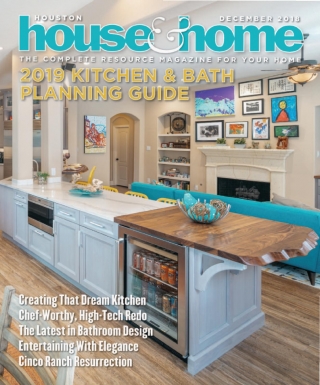 HOUSTON
DECEMBER 2018
house&home
THE COMPLETE RESOURCE MAGAZINE FOR YOUR HOME
2019 KITCHEN & BATH
PLANNING GUIDE
Creating That Dream Kitchen
Chef-Worthy, High-Tech Redo
The Latest in Bathroom Design
Entertaining With Elegance
Cinco Ranch Resurrection